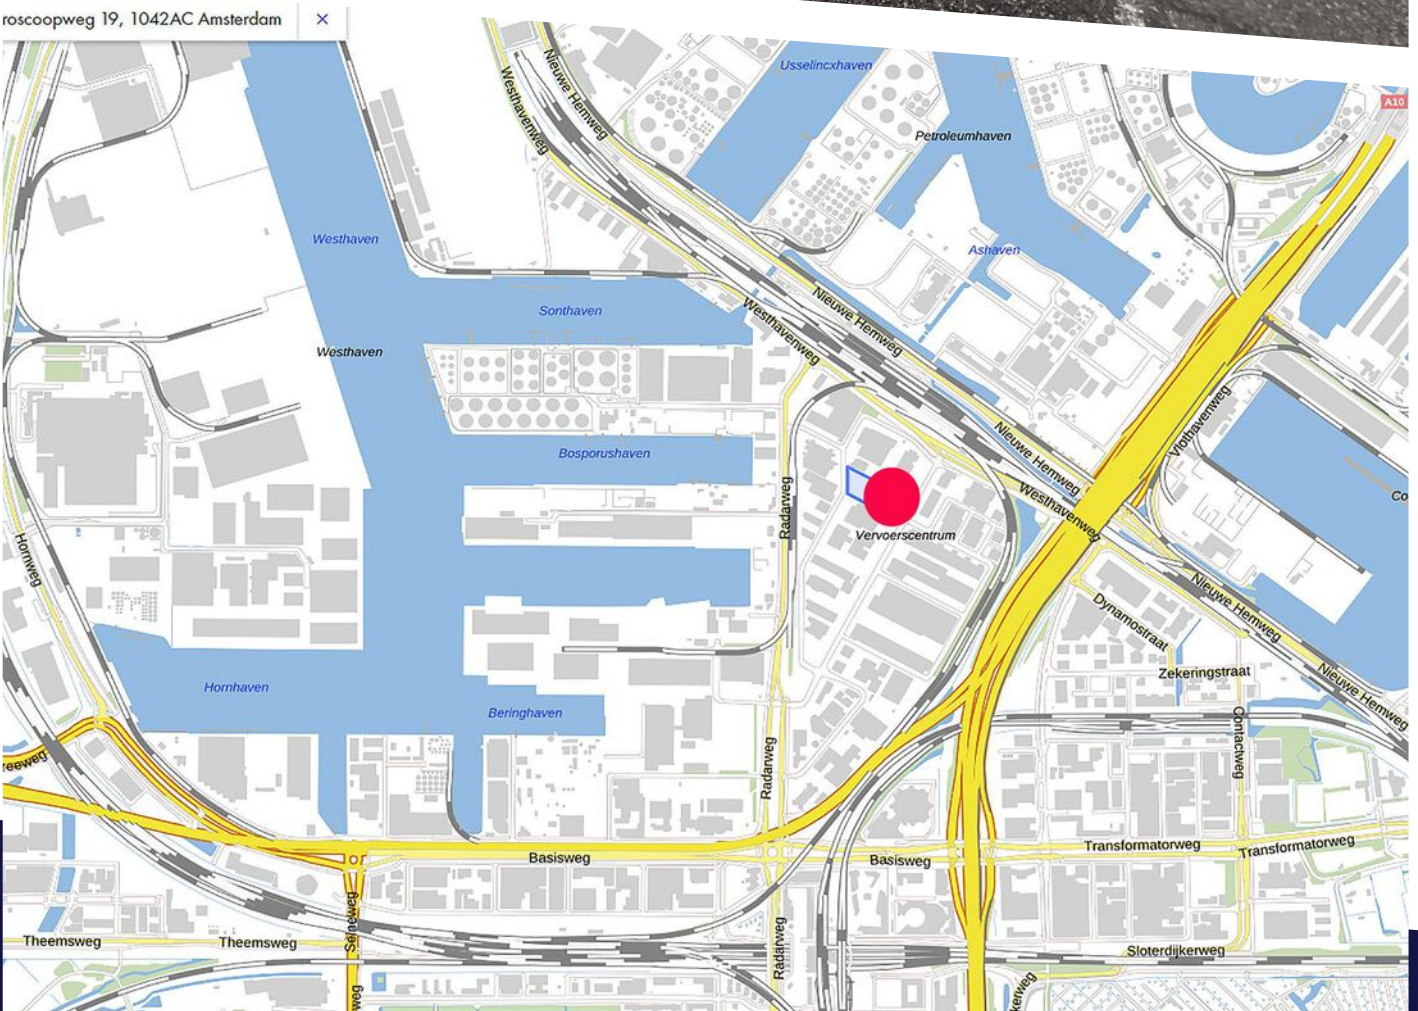 roscoopweg 19, 1042AC Amsterdam ×
Usselincxhaven
A10
Nieuwe Hemweg
Westhavenweg
Petroleumhaven
Westhaven
Ashaven
Sonthaven
Nieuwe Hemweg
Westhavenweg
Westhaven
Vlothavenweg
Bosporushaven
Nieuwe Hemweg
Radarweg
Westhavenweg
Co
Vervoerscentrum
Hornweg
Nieuwe Hemweg
Dynamostraat
Zekeringstraat
Hornhaven
Nieuwe Hemweg
Beringhaven
Contactweg
reeweg
Radarweg
Basisweg
Basisweg
Transformatorweg
Transformatorweg
Seineweg
Theemsweg
Theemsweg
Radarweg
Sloterdijkerweg
weg
kerweg